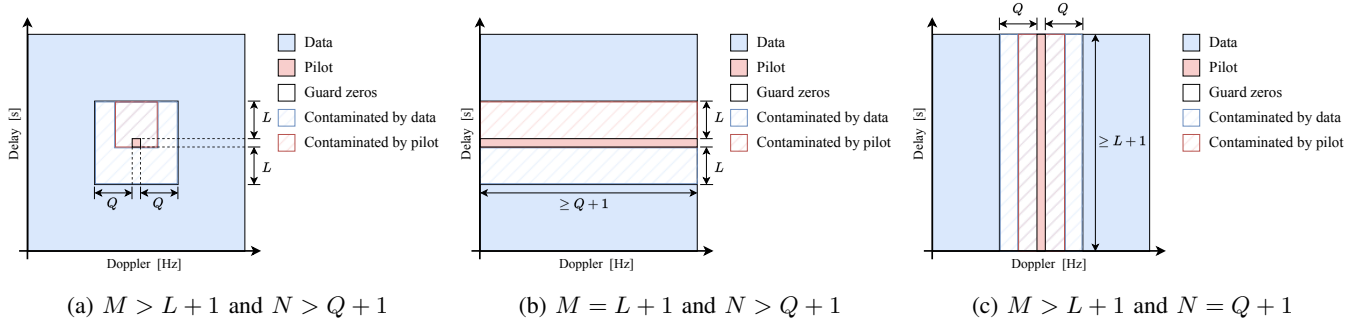 Delay [s]
Doppler [Hz]
L
L
Q
Q
Data
Pilot
Guard zeros
Contaminated by data
Contaminated by pilot
(a) M > L + 1 and N > Q + 1
Delay [s]
Doppler [Hz]
L
L
≥ Q + 1
Data
Pilot
Guard zeros
Contaminated by data
Contaminated by pilot
(b) M = L + 1 and N > Q + 1
Q
Q
Delay [s]
Doppler [Hz]
≥ L + 1
Data
Pilot
Guard zeros
Contaminated by data
Contaminated by pilot
(c) M > L + 1 and N = Q + 1